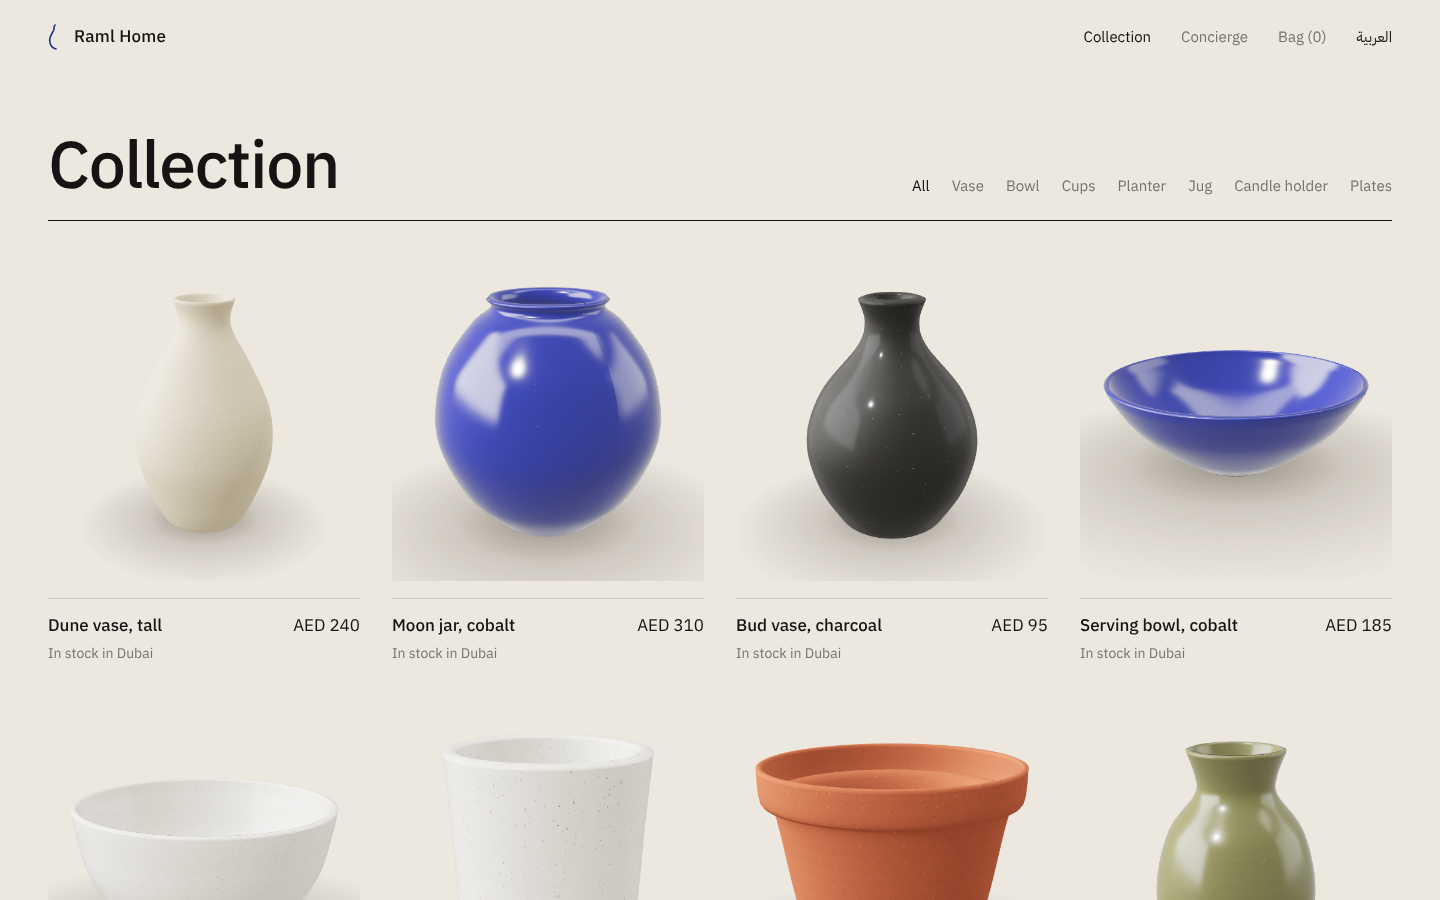 Raml Home
Collection Concierge Bag (0) العربية
Collection
All Vase Bowl Cups Planter Jug Candle holder Plates
Dune vase, tall AED 240
In stock in Dubai
Moon jar, cobalt AED 310
In stock in Dubai
Bud vase, charcoal AED 95
In stock in Dubai
Serving bowl, cobalt AED 185
In stock in Dubai